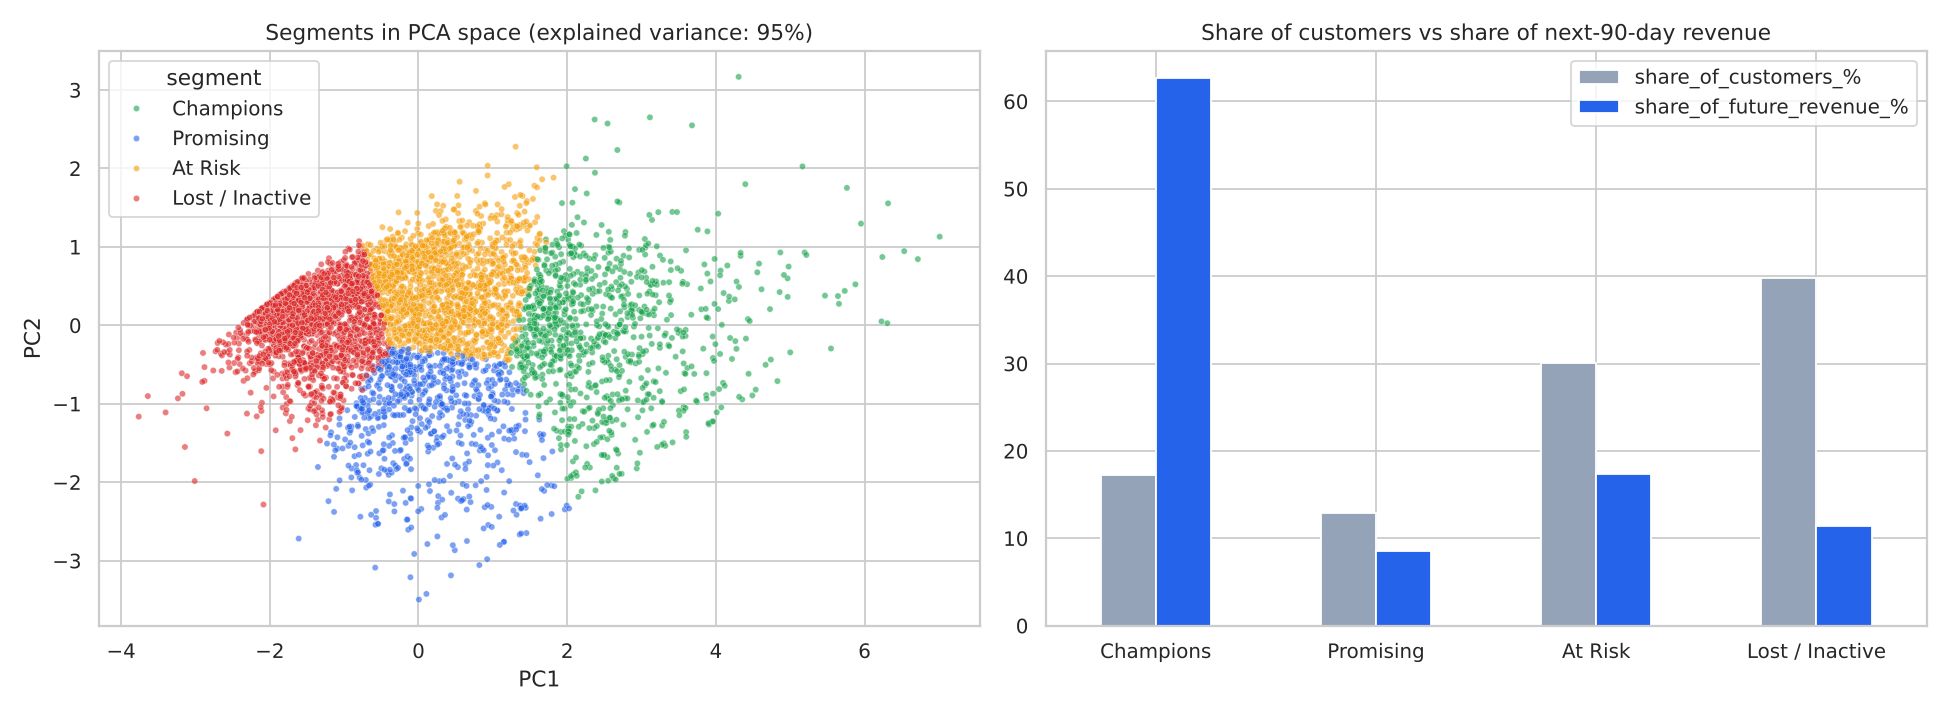 Segments in PCA space (explained variance: 95%)
segment
Champions
Promising
At Risk
Lost / Inactive
3
2
1
0
−1
−2
−3
PC2
−4
−2
0
2
4
6
PC1
Share of customers vs share of next-90-day revenue
share_of_customers_%
share_of_future_revenue_%
60
50
40
30
20
10
0
Champions
Promising
At Risk
Lost / Inactive